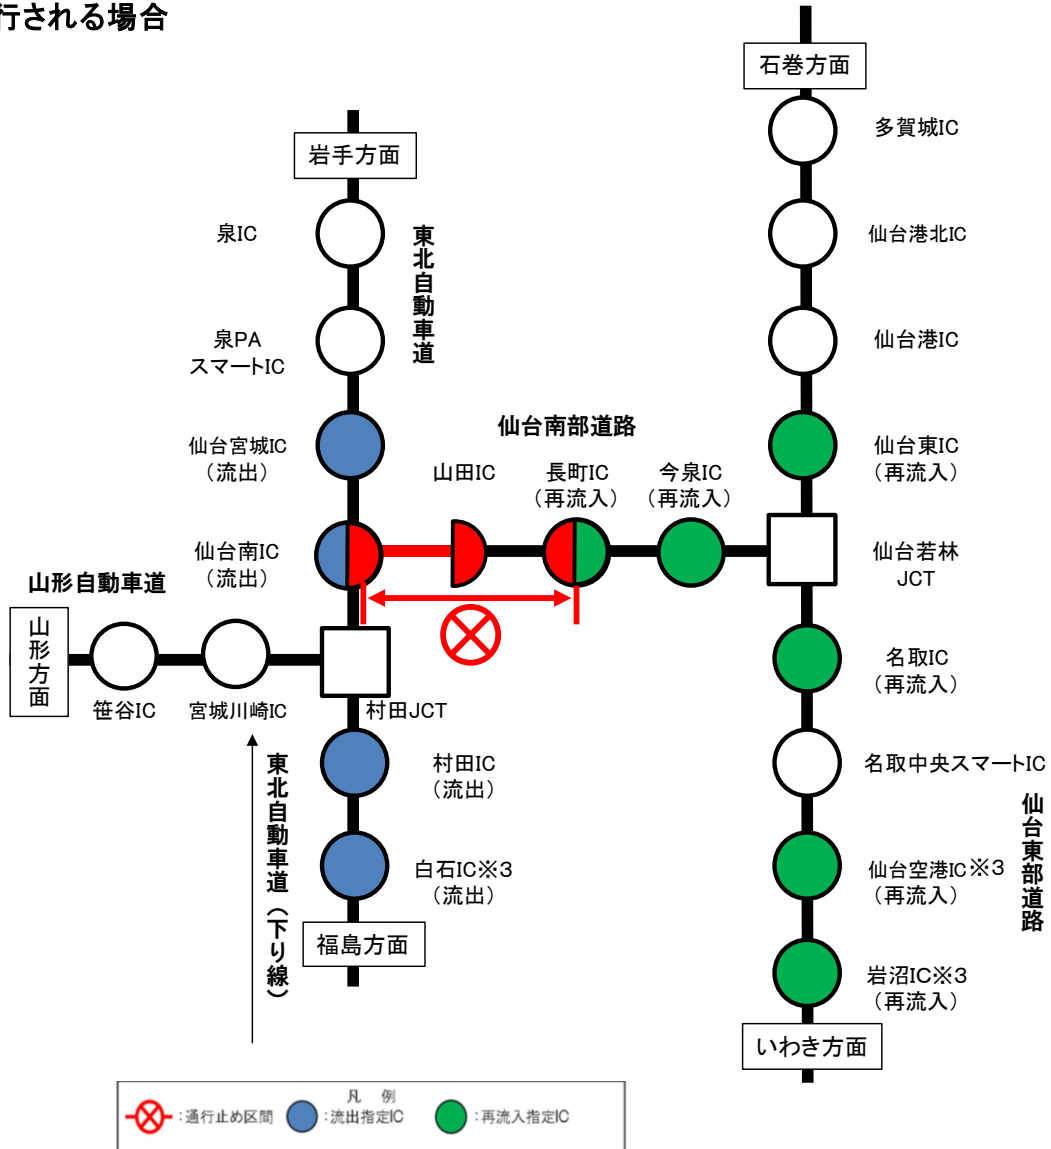 行される場合
石巻方面
多賀城IC
岩手方面
泉IC
東北自動車道
仙台港北IC
泉PA
スマートIC
仙台港IC
仙台南部道路
仙台宮城IC
（流出）
山田IC
長町IC
（再流入）
今泉IC
（再流入）
仙台東IC
（再流入）
仙台南IC
（流出）
仙台若林
JCT
山形自動車道
山形方面
笹谷IC
宮城川崎IC
村田JCT
名取IC
（再流入）
東北自動車道（下り線）
村田IC
（流出）
名取中央スマートIC
仙台東部道路
白石IC※3
（流出）
仙台空港IC※3
（再流入）
福島方面
岩沼IC※3
（再流入）
いわき方面
凡 例
：通行止め区間
：流出指定IC
：再流入指定IC